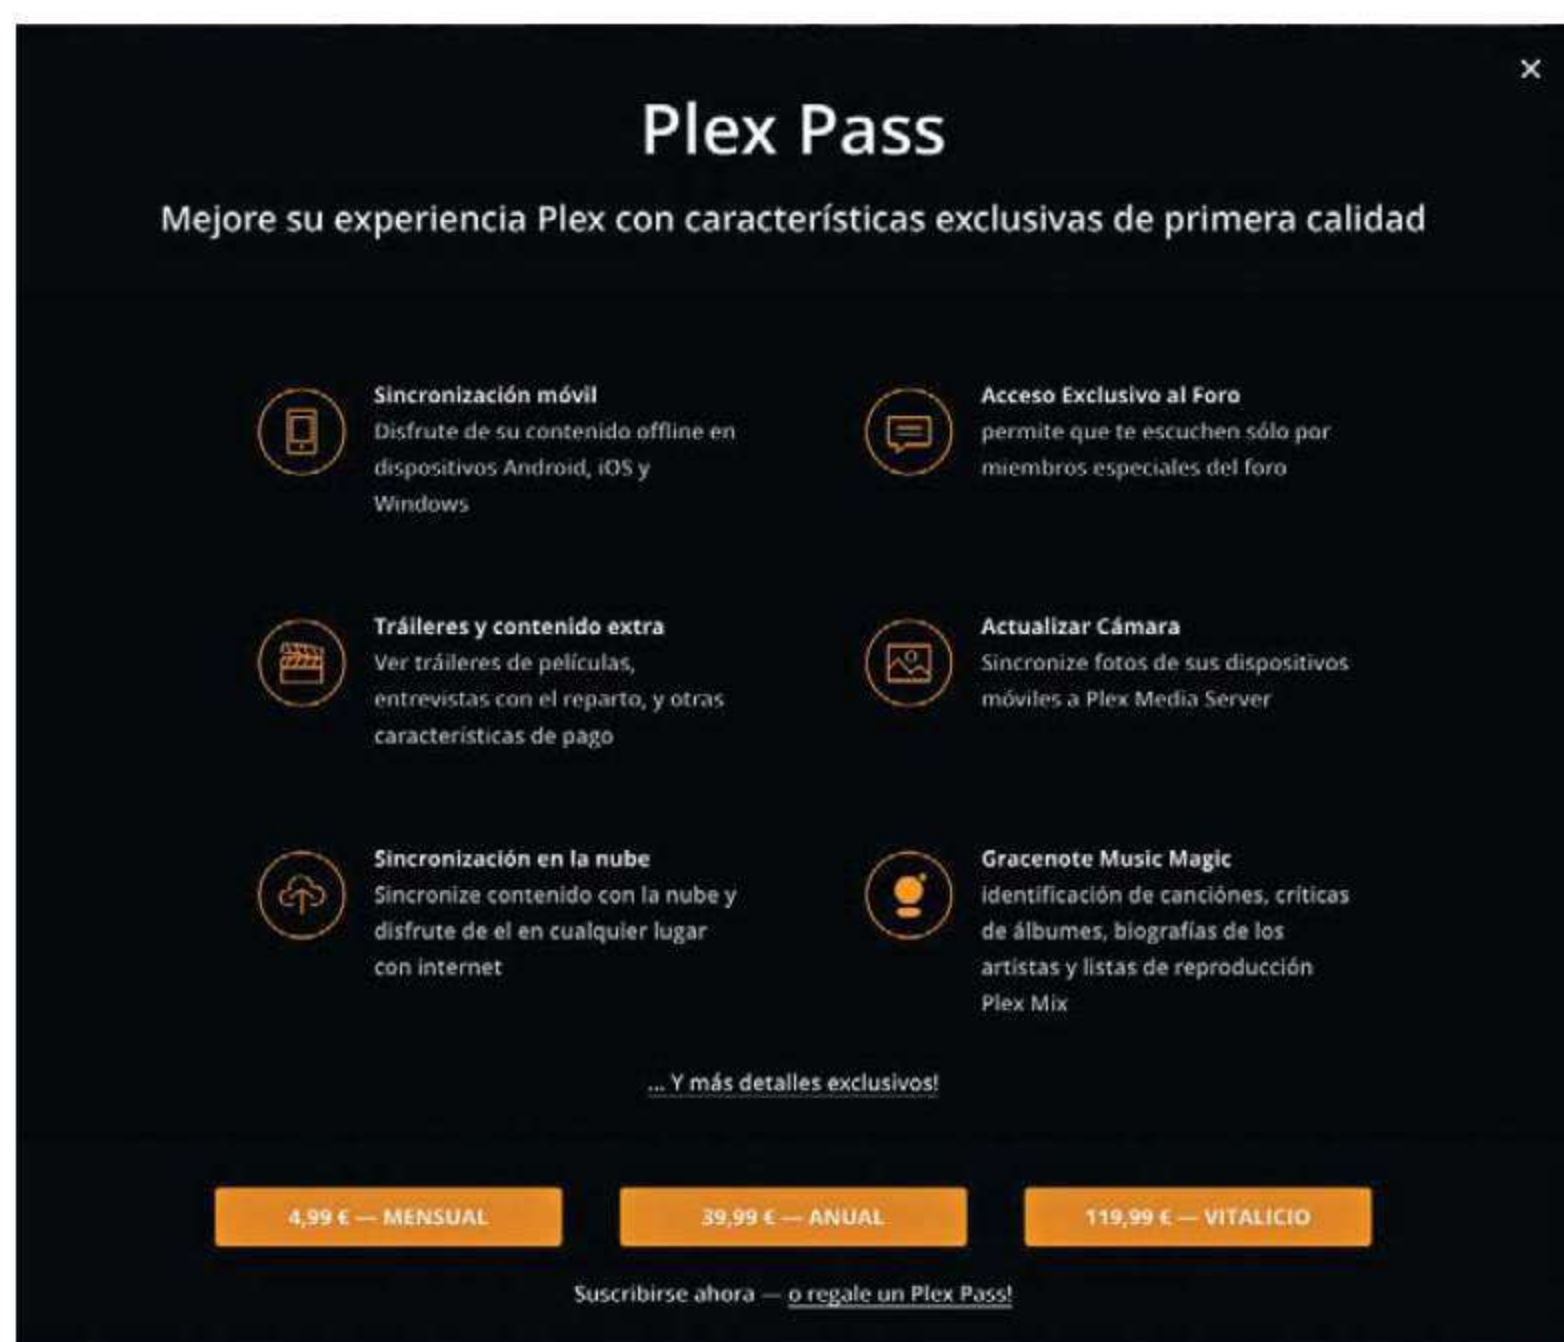 Plex Pass
Mejore su experiencia Plex con características exclusivas de primera calidad
Sincronización móvil
Disfrute de su contenido offline en
dispositivos Android, iOS y
Windows
Acceso Exclusivo al Foro
permite que te escuchen sólo por
miembros especiales del foro
Tráileres y contenido extra
Ver tráileres de películas,
entrevistas con el reparto, y otras
características de pago
Actualizar Cámara
Sincronize fotos de sus dispositivos
móviles a Plex Media Server
Sincronización en la nube
Sincronize contenido con la nube y
disfrute de el en cualquier lugar
con internet
Gracenote Music Magic
identificación de canciónes, críticas
de álbumes, biografías de los
artistas y listas de reproducción
Plex Mix
... Y más detalles exclusivos!
4,99 € — MENSUAL
39,99 € — ANUAL
119,99 € — VITALICIO
Suscribirse ahora — o regale un Plex Pass!